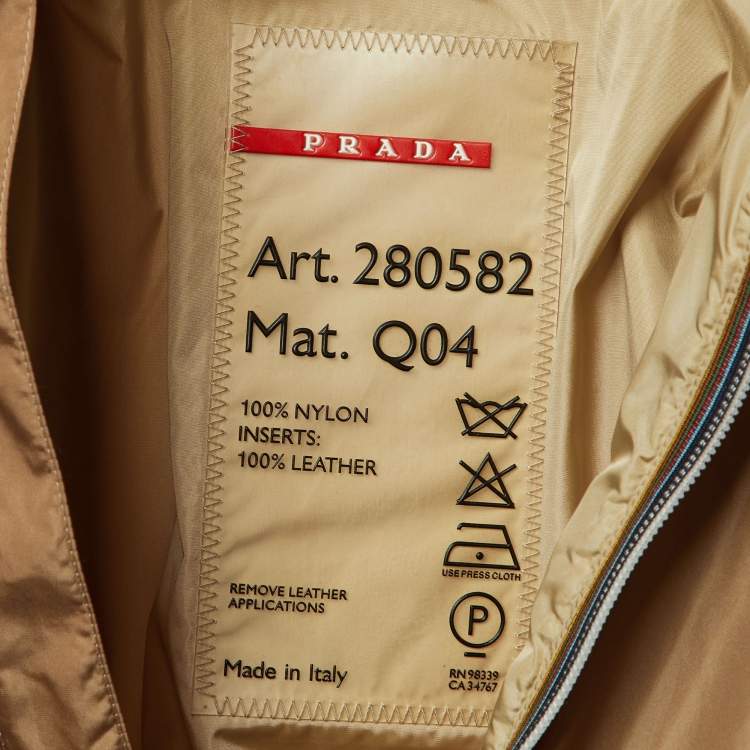 PRADA
Art. 280582
Mat. Q04
100% NYLON
INSERTS:
100% LEATHER
USE PRESS CLOTH
REMOVE LEATHER
APPLICATIONS
P
Made in Italy
RN 98339
CA 34767